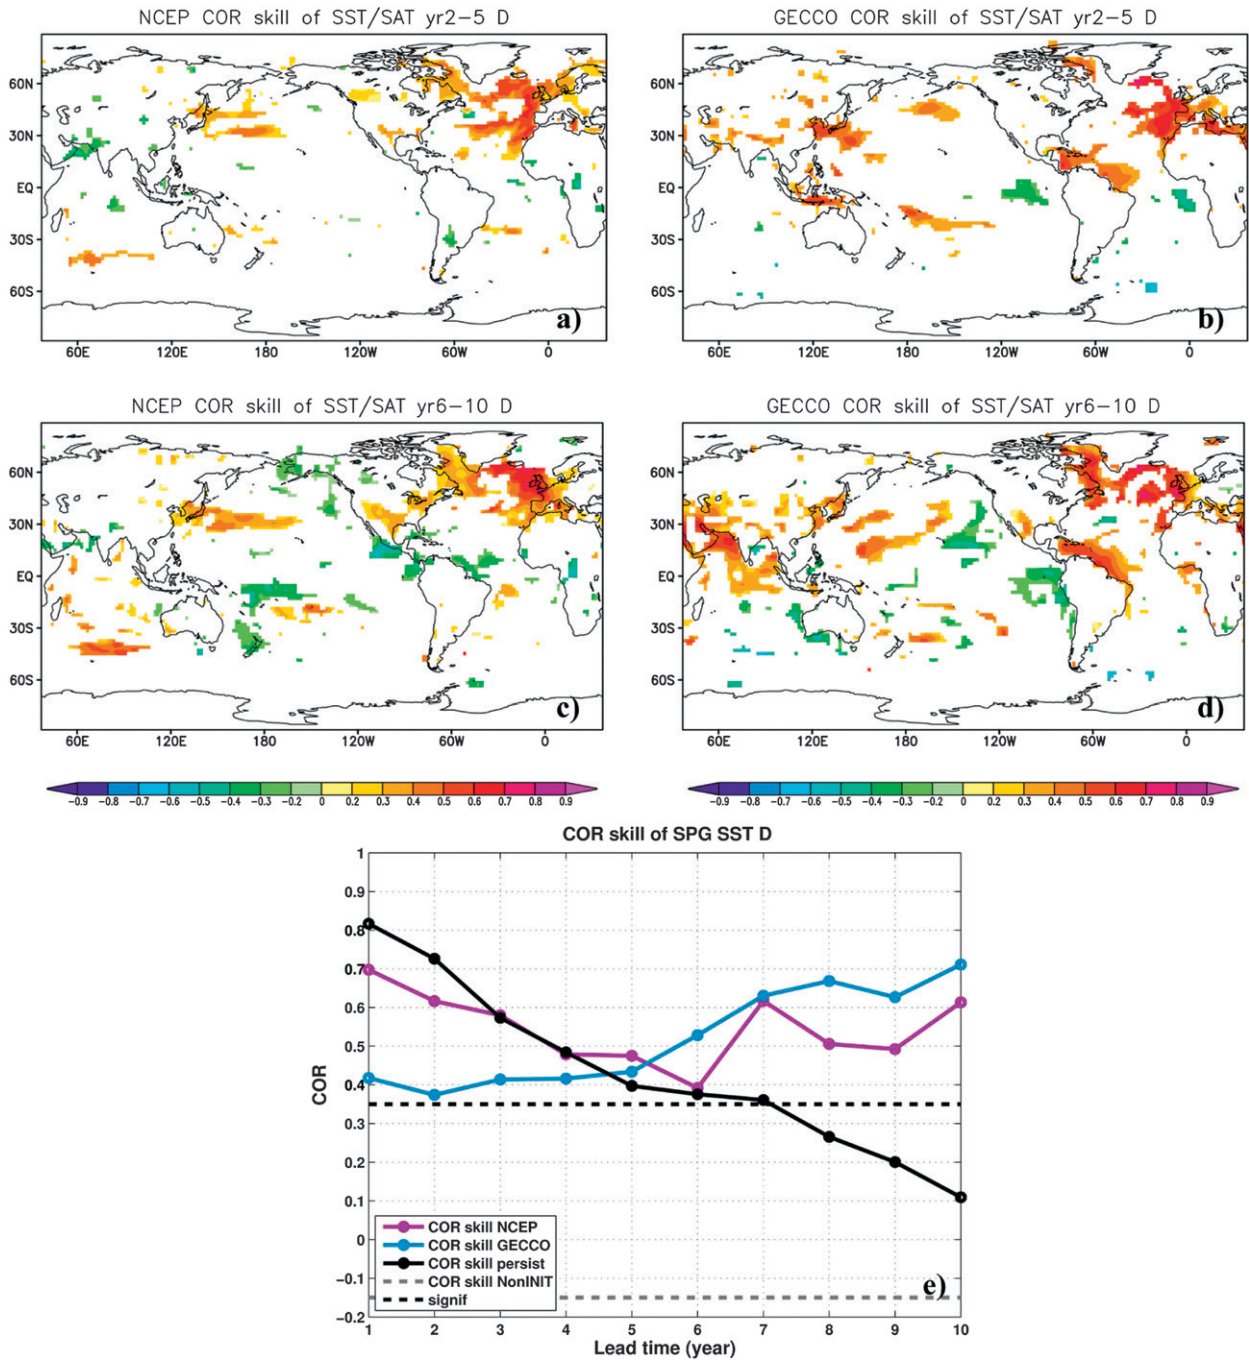 NCEP COR skill of SST/SAT yr2-5 D
GECCO COR skill of SST/SAT yr2-5 D
60N
30N
EQ
30S
60S
a)
60E 120E 180 120W 60W 0
60N
30N
EQ
30S
60S
b)
60E 120E 180 120W 60W 0
NCEP COR skill of SST/SAT yr6-10 D
GECCO COR skill of SST/SAT yr6-10 D
60N
30N
EQ
30S
60S
c)
60E 120E 180 120W 60W 0
60N
30N
EQ
30S
60S
d)
60E 120E 180 120W 60W 0
-0.9 -0.8 -0.7 -0.6 -0.5 -0.4 -0.3 -0.2 0 0.2 0.3 0.4 0.5 0.6 0.7 0.8 0.9
-0.9 -0.8 -0.7 -0.6 -0.5 -0.4 -0.3 -0.2 0 0.2 0.3 0.4 0.5 0.6 0.7 0.8 0.9
COR skill of SPG SST D
1
0.9
0.8
0.7
0.6
0.5
0.4
0.3
0.2
0.1
0
-0.1
-0.2
COR
COR skill NCEP
COR skill GECCO
COR skill persist
COR skill NonINIT
signif
e)
1 2 3 4 5 6 7 8 9 10
Lead time (year)